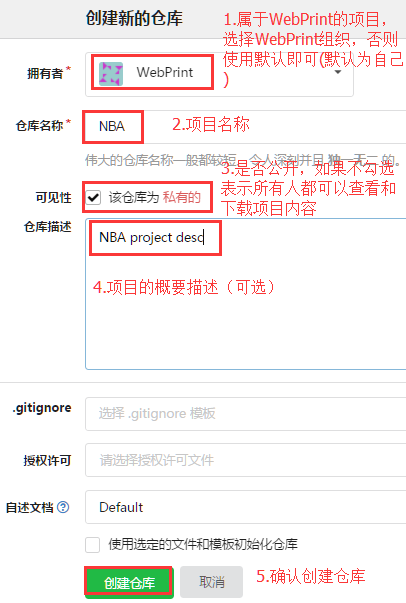 创建新的仓库
1.属于WebPrint的项目，
选择WebPrint组织，否则
使用默认即可(默认为自己
)
拥有者*
WebPrint
仓库名称*
NBA
2.项目名称
伟大的仓库名称一般都较短、令人深刻并且 独一无二 的。
3.是否公开，如果不勾选
表示所有人都可以查看和
下载项目内容
可见性
该仓库为 私有的
仓库描述
NBA project desc
4.项目的概要描述（可选）
.gitignore
选择 .gitignore 模板
授权许可
请选择授权许可文件
自述文档
Default
使用选定的文件和模板初始化仓库
创建仓库
取消
5.确认创建仓库